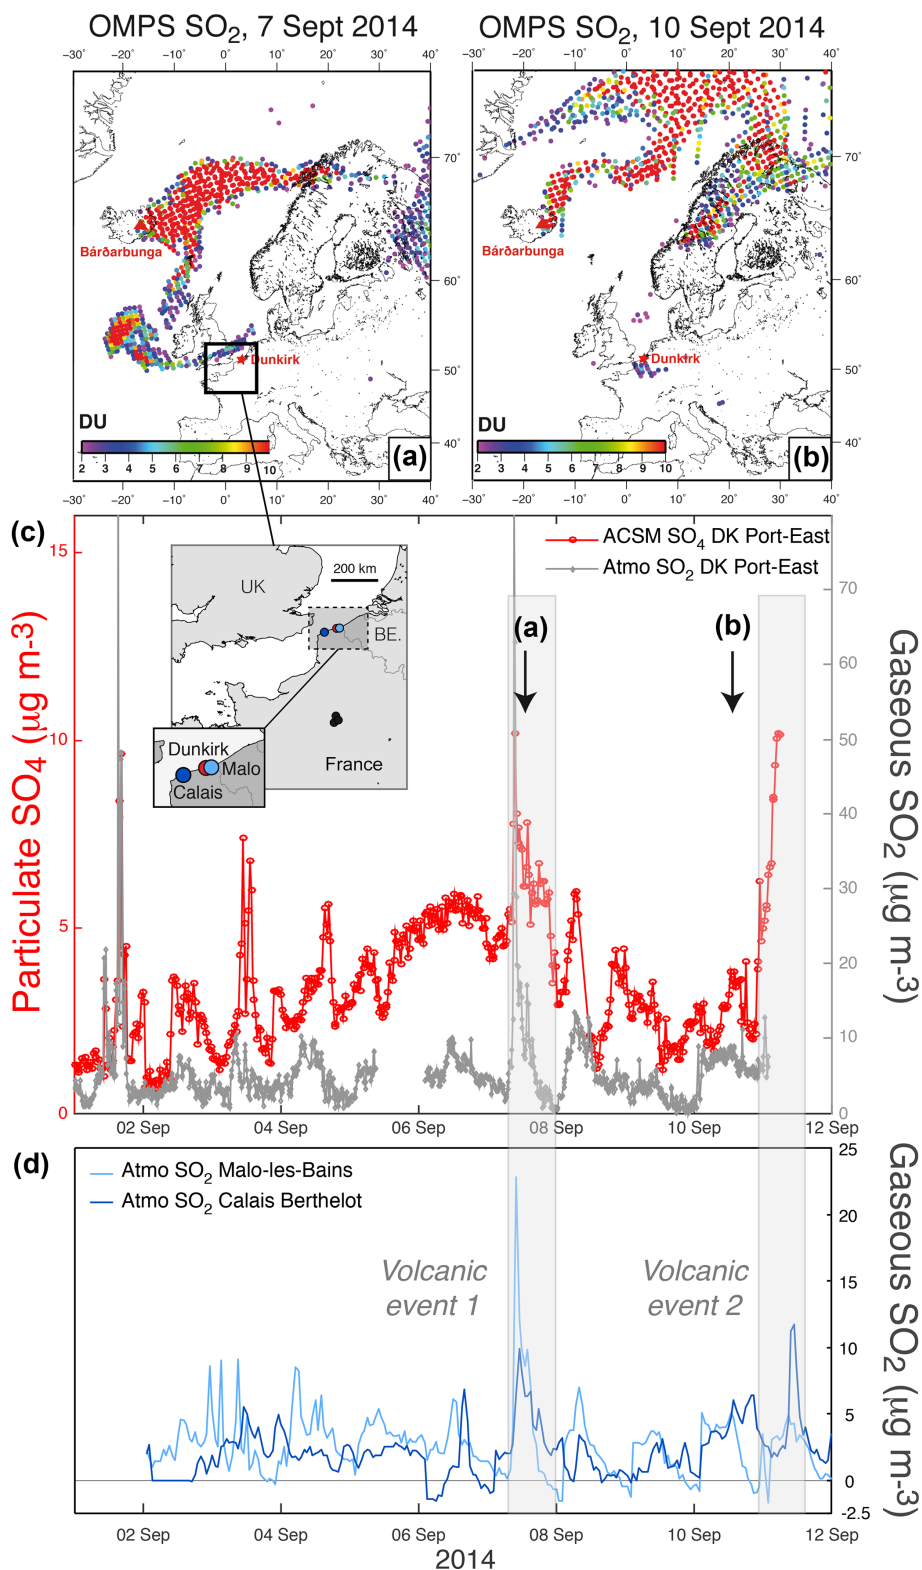 OMPS SO2, 7 Sept 2014
OMPS SO2, 10 Sept 2014
−30° −20° −10° 0° 10° 20° 30° 40°
−30° −20° −10° 0° 10° 20° 30° 40°
70°
70°
Bárðarbunga
Bárðarbunga
60°
60°
Dunkirk
Dunkirk
50°
50°
DU
DU
2 3 4 5 6 7 8 9 10
2 3 4 5 6 7 8 9 10
40°
40°
(a)
(b)
−30° −20° −10° 0° 10° 20° 30° 40°
−30° −20° −10° 0° 10° 20° 30° 40°
(c)
ACSM SO4 DK Port-East
Atmo SO2 DK Port-East
15
10
5
0
Particulate SO4 (µg m-3)
200 km
UK
BE.
France
Dunkirk
Malo
Calais
(a)
(b)
70
60
50
40
30
20
10
0
Gaseous SO2 (µg m-3)
02 Sep 04 Sep 06 Sep 08 Sep 10 Sep 12 Sep
(d)
Atmo SO2 Malo-les-Bains
Atmo SO2 Calais Berthelot
Volcanic
event 1
Volcanic
event 2
25
20
15
10
5
0
-2.5
Gaseous SO2 (µg m-3)
02 Sep 04 Sep 06 Sep 08 Sep 10 Sep 12 Sep
2014